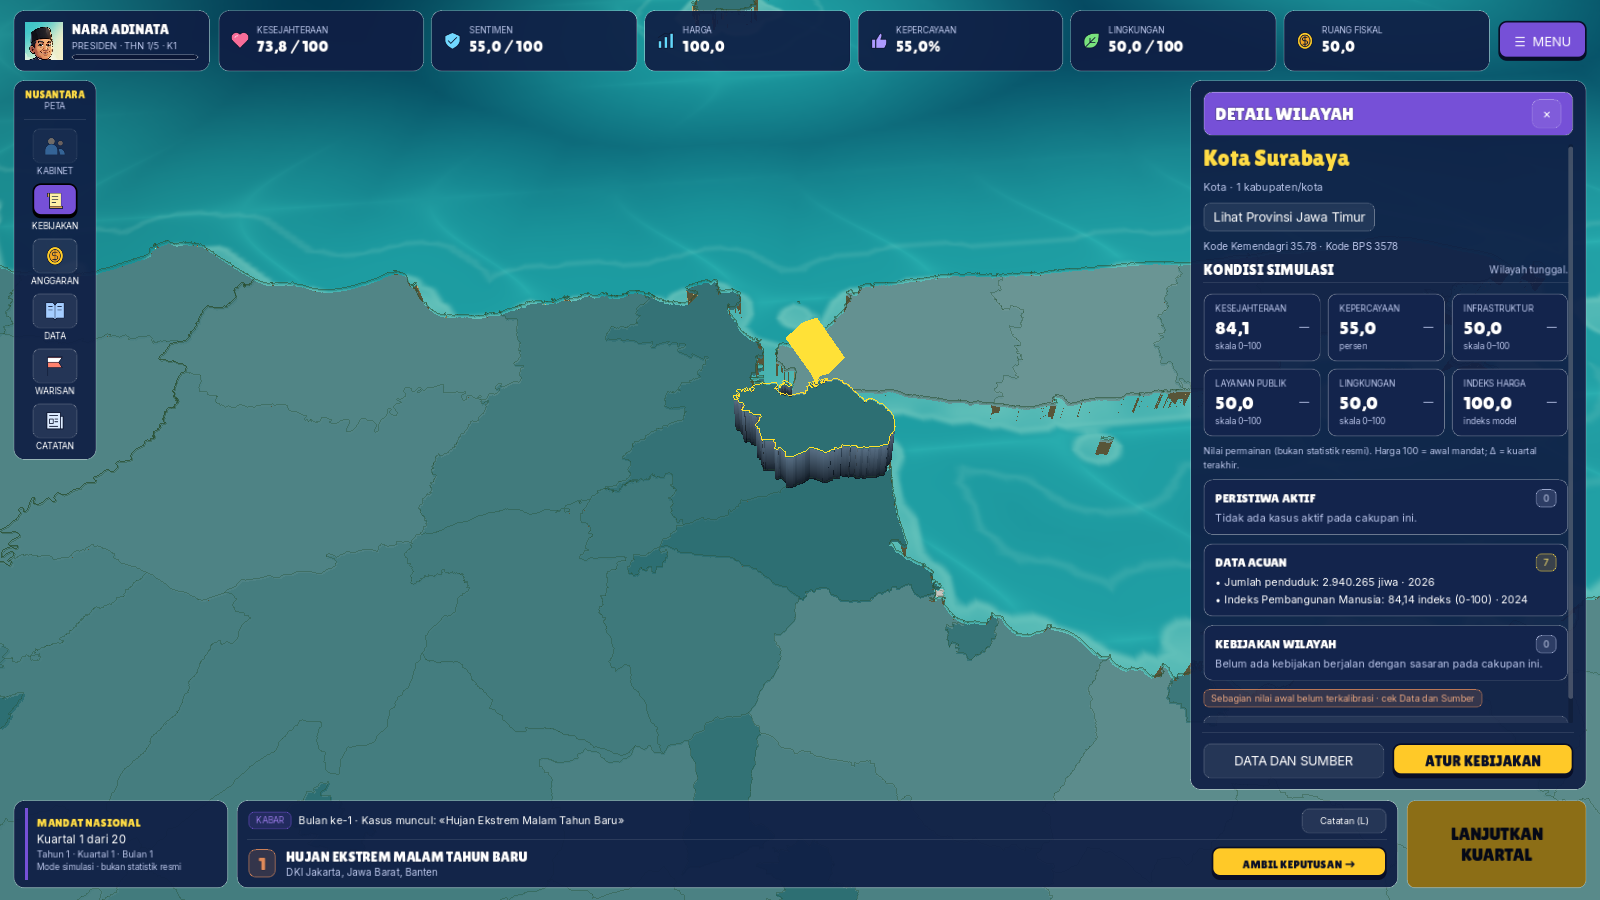 NARA ADINATA
PRESIDEN · THN 1/5 · K1
KESEJAHTERAAN
73,8 / 100
SENTIMEN
55,0 / 100
HARGA
100,0
KEPERCAYAAN
55,0%
LINGKUNGAN
50,0 / 100
RUANG FISKAL
50,0
☰ MENU
NUSANTARA
PETA
KABINET
KEBIJAKAN
ANGGARAN
DATA
WARISAN
CATATAN
DETAIL WILAYAH
×
Kota Surabaya
Kota · 1 kabupaten/kota
Lihat Provinsi Jawa Timur
Kode Kemendagri 35.78 · Kode BPS 3578
KONDISI SIMULASI
Wilayah tunggal.
KESEJAHTERAAN
84,1 —
skala 0–100
KEPERCAYAAN
55,0 —
persen
INFRASTRUKTUR
50,0 —
skala 0–100
LAYANAN PUBLIK
50,0 —
skala 0–100
LINGKUNGAN
50,0 —
skala 0–100
INDEKS HARGA
100,0 —
indeks model
Nilai permainan (bukan statistik resmi). Harga 100 = awal mandat; Δ = kuartal
terakhir.
PERISTIWA AKTIF
0
Tidak ada kasus aktif pada cakupan ini.
DATA ACUAN
7
• Jumlah penduduk: 2.940.265 jiwa · 2026
• Indeks Pembangunan Manusia: 84,14 indeks (0-100) · 2024
KEBIJAKAN WILAYAH
0
Belum ada kebijakan berjalan dengan sasaran pada cakupan ini.
Sebagian nilai awal belum terkalibrasi · cek Data dan Sumber
DATA DAN SUMBER
ATUR KEBIJAKAN
MANDAT NASIONAL
Kuartal 1 dari 20
Tahun 1 · Kuartal 1 · Bulan 1
Mode simulasi · bukan statistik resmi
KABAR
Bulan ke-1 · Kasus muncul: «Hujan Ekstrem Malam Tahun Baru»
Catatan (L)
1
HUJAN EKSTREM MALAM TAHUN BARU
DKI Jakarta, Jawa Barat, Banten
AMBIL KEPUTUSAN →
LANJUTKAN
KUARTAL